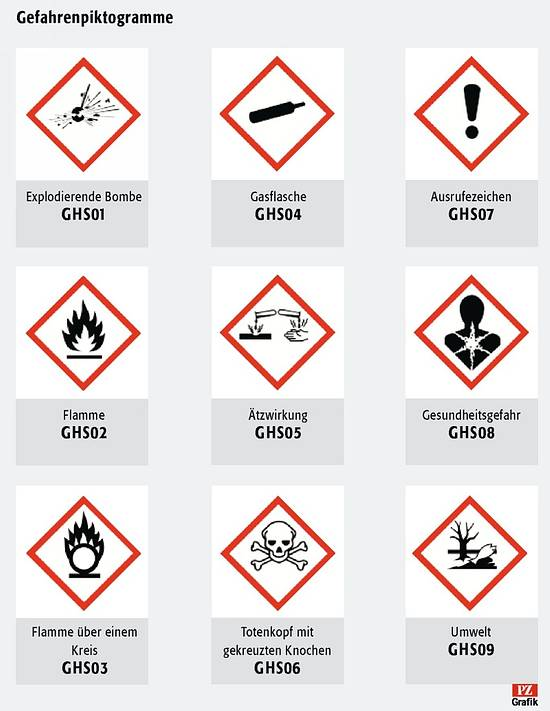 Gefahrenpiktogramme
Explodierende Bombe
GHS01
Gasflasche
GHS04
Ausrufezeichen
GHS07
Flamme
GHS02
Ätzwirkung
GHS05
Gesundheitsgefahr
GHS08
Flamme über einem
Kreis
GHS03
Totenkopf mit
gekreuzten Knochen
GHS06
Umwelt
GHS09
PZ
Grafik